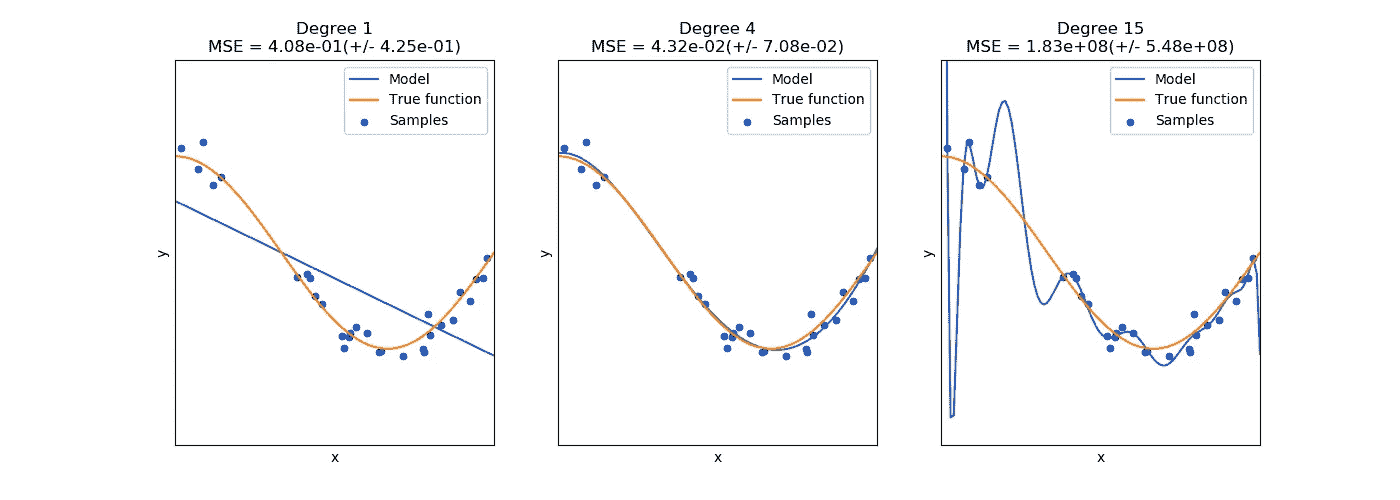 Degree 1
MSE = 4.08e-01(+/- 4.25e-01)
Model
True function
Samples
y
x
Degree 4
MSE = 4.32e-02(+/- 7.08e-02)
Model
True function
Samples
y
x
Degree 15
MSE = 1.83e+08(+/- 5.48e+08)
Model
True function
Samples
y
x